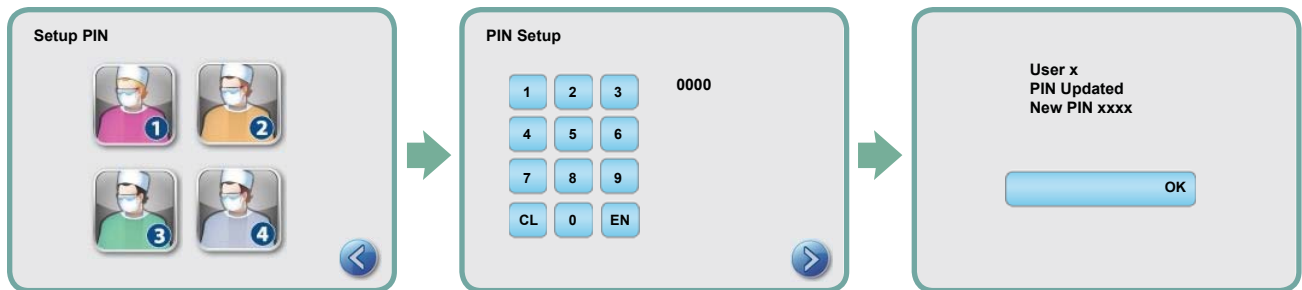 Setup PIN
1
2
3
4
PIN Setup
1 2 3
0000
4 5 6
7 8 9
CL 0 EN
User x
PIN Updated
New PIN xxxx
OK